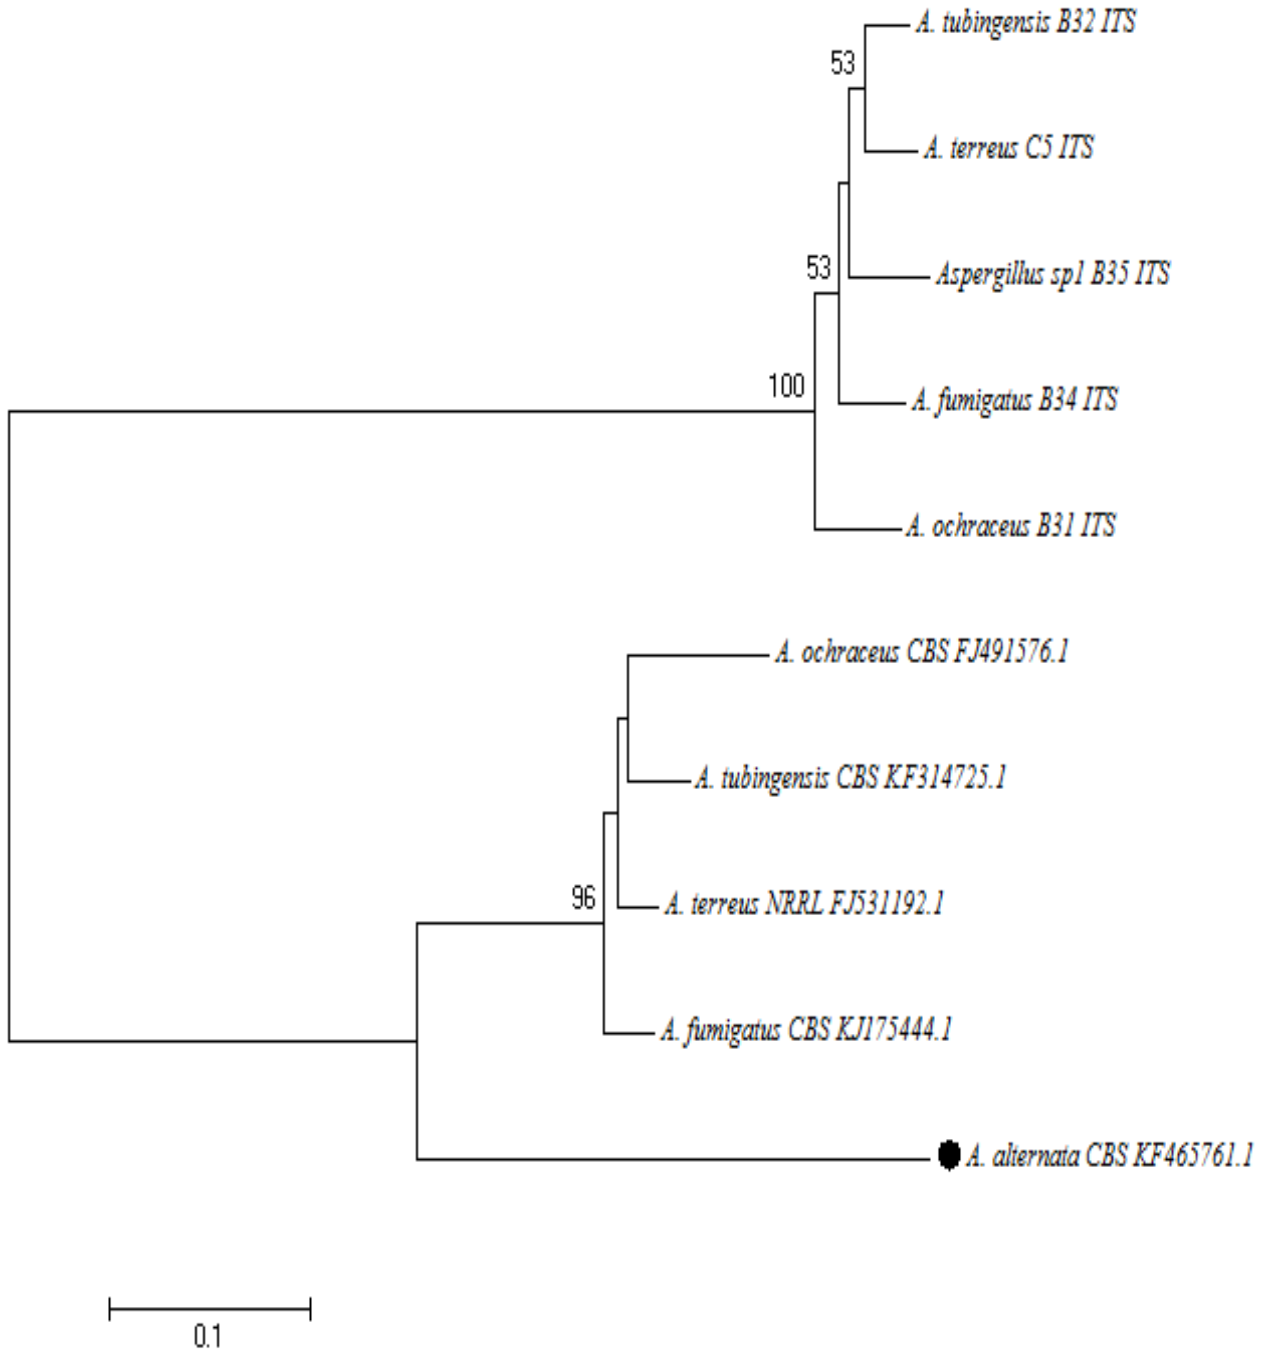 A. tubingensis B32 ITS
53
A. terreus C5 ITS
53
Aspergillus sp1 B35 ITS
100
A. fumigatus B34 ITS
A. ochraceus B31 ITS
A. ochraceus CBS FJ491576.1
A. tubingensis CBS KF314725.1
96
A. terreus NRRL FJ531192.1
A. fumigatus CBS KJ175444.1
A. alternata CBS KF465761.1
0.1